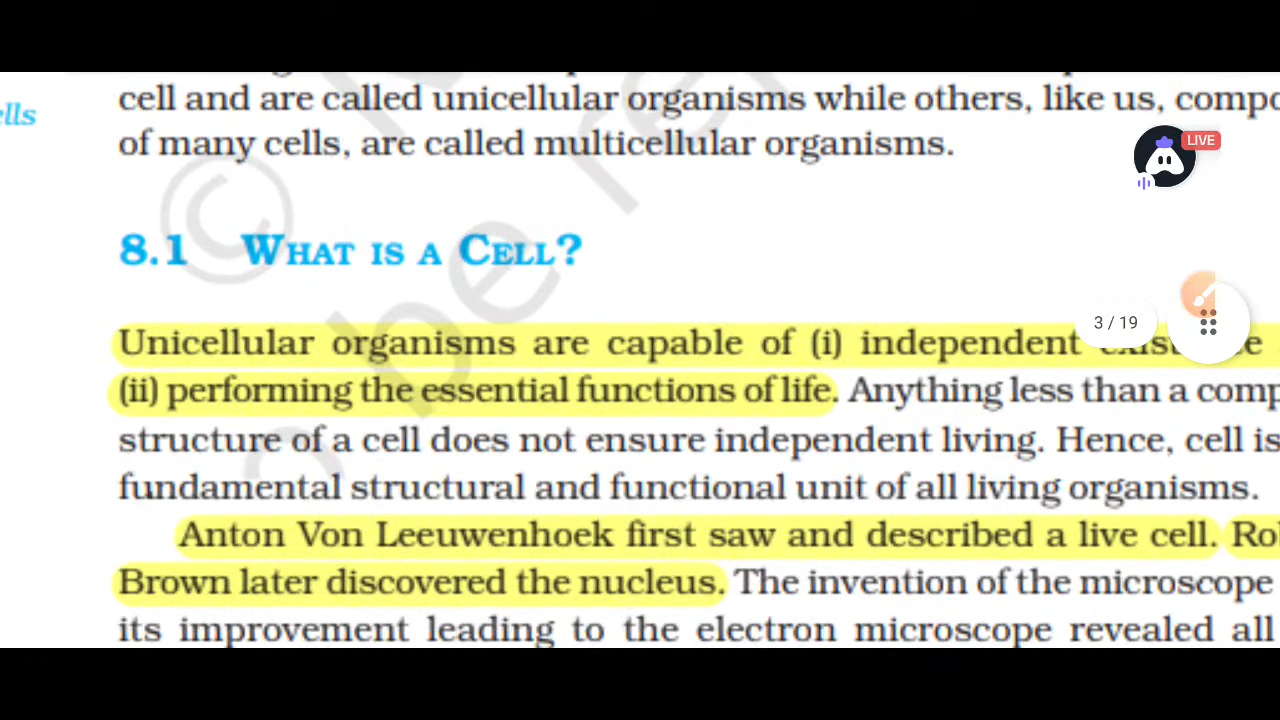 cell and are called unicellular organisms while others, like us, compo
ells
of many cells, are called multicellular organisms.
LIVE
8.1 WHAT IS A CELL?
3 / 19
Unicellular organisms are capable of (i) independent
(ii) performing the essential functions of life. Anything less than a comp
structure of a cell does not ensure independent living. Hence, cell is
fundamental structural and functional unit of all living organisms.
Anton Von Leeuwenhoek first saw and described a live cell. Ro
Brown later discovered the nucleus. The invention of the microscope
its improvement leading to the electron microscope revealed all
© be re